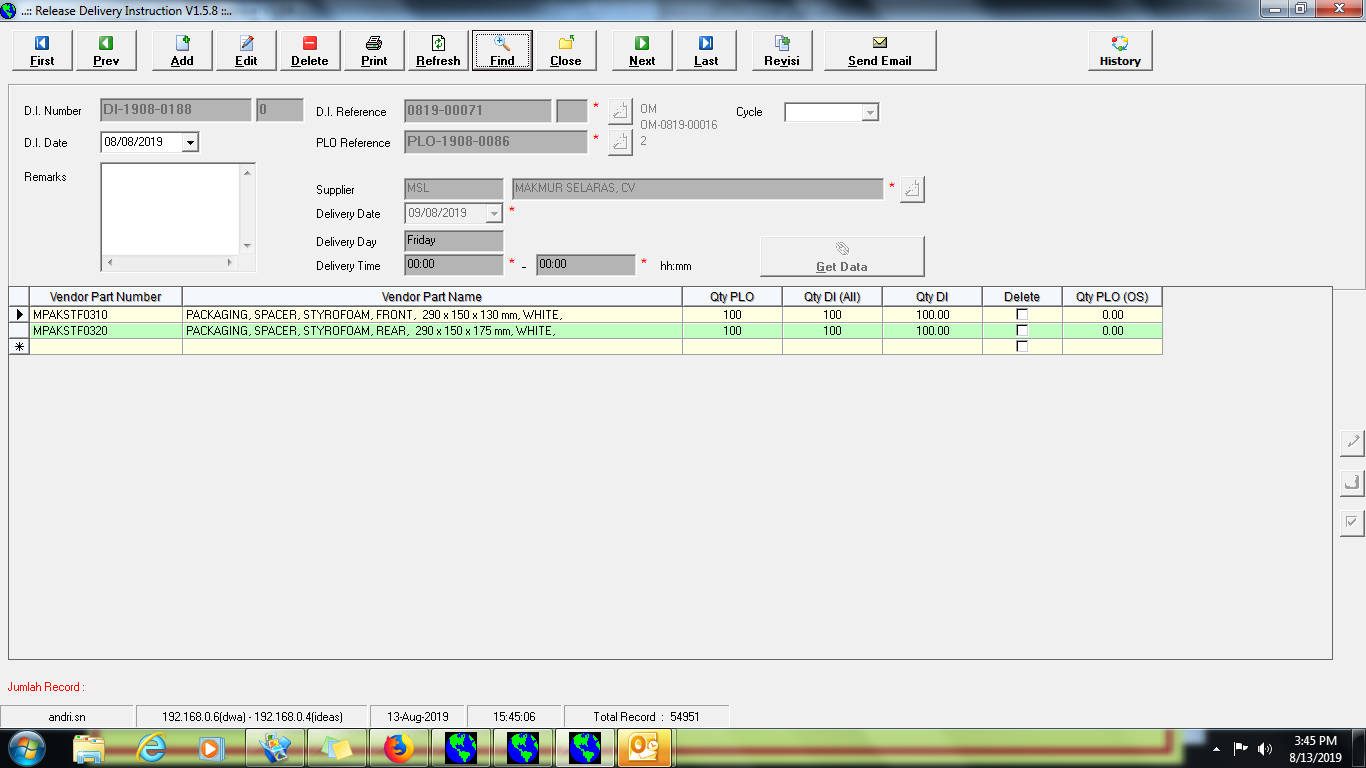 ..:: Release Delivery Instruction V1.5.8 ::..
First Prev Add Edit Delete Print Refresh Find Close Next Last Revisi Send Email History
D.I. Number DI-1908-0188 0 D.I. Reference 0819-00071 * OM Cycle
OM-0819-00016
D.I. Date 08/08/2019 PLO Reference PLO-1908-0086 * 2
Remarks
Supplier MSL MAKMUR SELARAS, CV *
Delivery Date 09/08/2019 *
Delivery Day Friday
Delivery Time 00:00 * - 00:00 * hh:mm Get Data
Vendor Part Number Vendor Part Name Qty PLO Qty DI (All) Qty DI Delete Qty PLO (OS)
MPAKSTF0310 PACKAGING, SPACER, STYROFOAM, FRONT, 290 x 150 x 130 mm, WHITE, 100 100 100.00 0.00
MPAKSTF0320 PACKAGING, SPACER, STYROFOAM, REAR, 290 x 150 x 175 mm, WHITE, 100 100 100.00 0.00
Jumlah Record :
andri.sn 192.168.0.6(dwa) - 192.168.0.4(ideas) 13-Aug-2019 15:45:06 Total Record : 54951
3:45 PM
8/13/2019